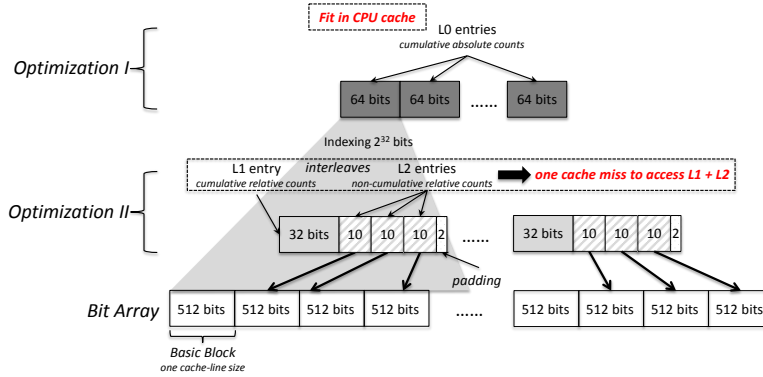 Fit in CPU cache
L0 entries
cumulative absolute counts
Optimization I
64 bits 64 bits ...... 64 bits
Indexing 2^32 bits
L1 entry interleaves L2 entries one cache miss to access L1 + L2
cumulative relative counts non-cumulative relative counts
Optimization II
32 bits 10 10 10 2 ...... 32 bits 10 10 10 2
padding
Bit Array 512 bits 512 bits 512 bits 512 bits ...... 512 bits 512 bits 512 bits 512 bits
Basic Block
one cache-line size